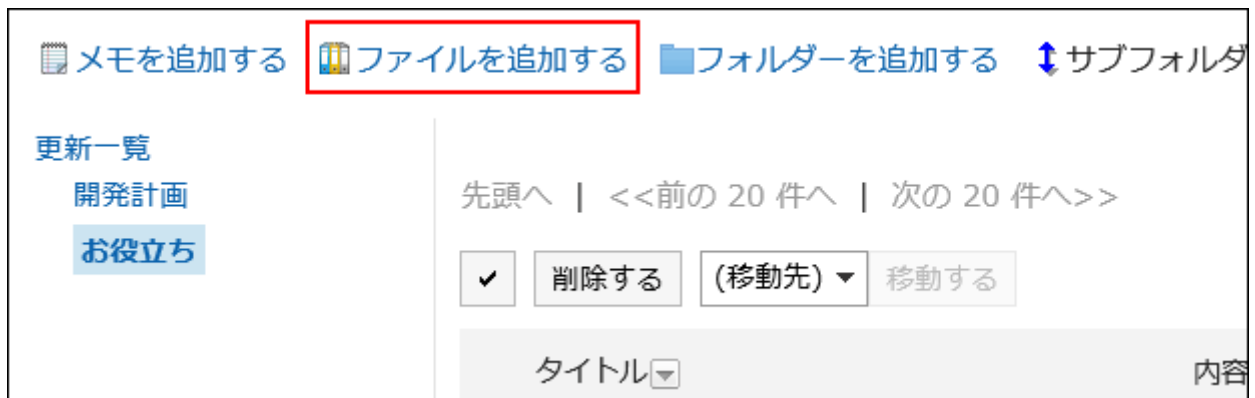 メモを追加する ファイルを追加する フォルダーを追加する サブフォルダ
更新一覧
開発計画
お役立ち
先頭へ | <<前の 20 件へ | 次の 20 件へ>>
削除する (移動先) 移動する
タイトル 内容